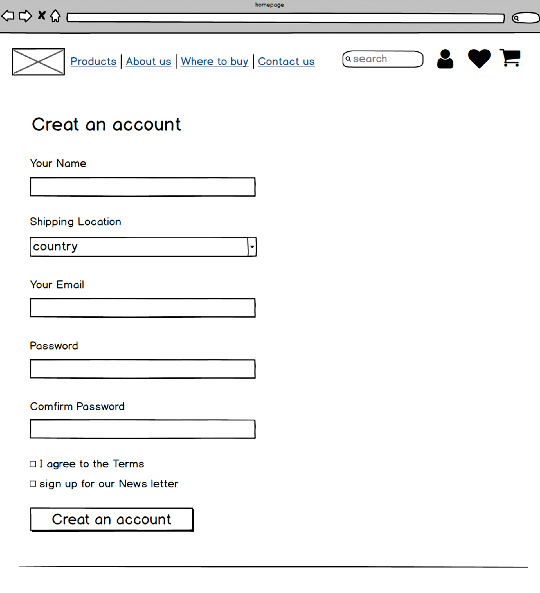 homepage
Products | About us | Where to buy | Contact us
search
Creat an account
Your Name
Shipping Location
country
Your Email
Password
Comfirm Password
I agree to the Terms
sign up for our News letter
Creat an account